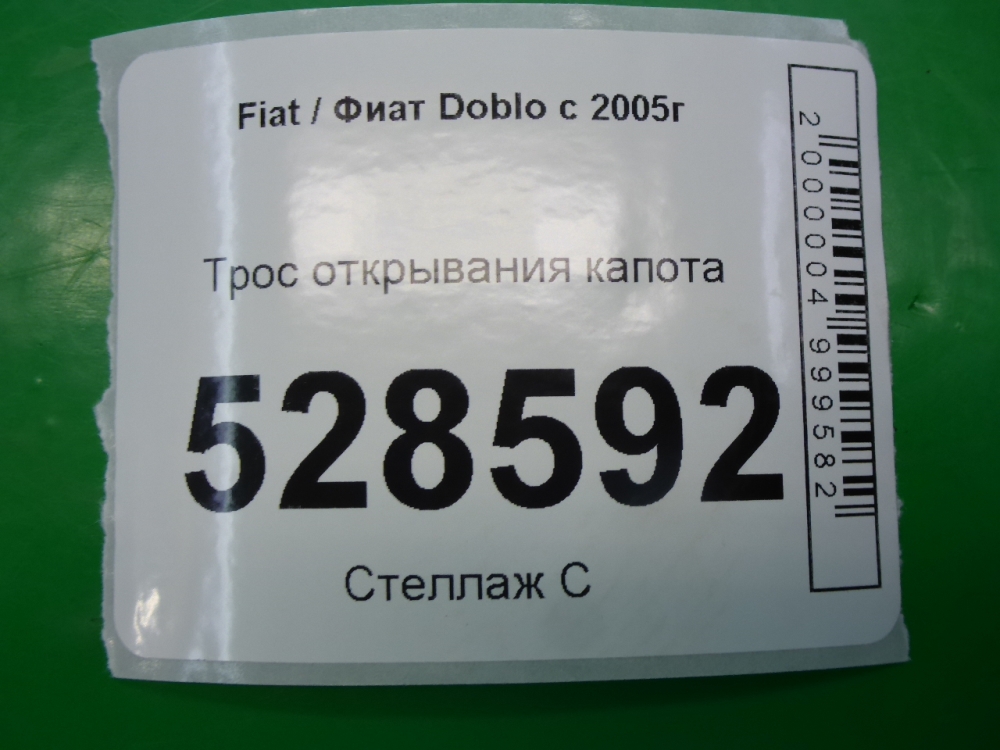 Fiat / Фиат Doblo с 2005г
Трос открывания капота
528592
Стеллаж С
2000004999582